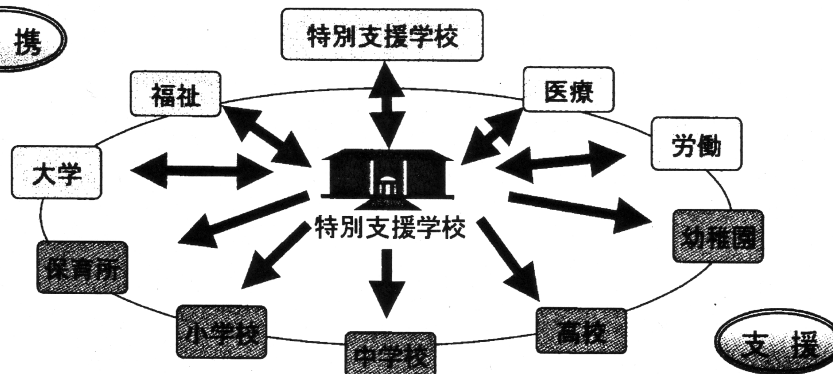 携
特別支援学校
福祉
医療
大学
労働
特別支援学校
保育所
幼稚園
小学校
中学校
高校
支援